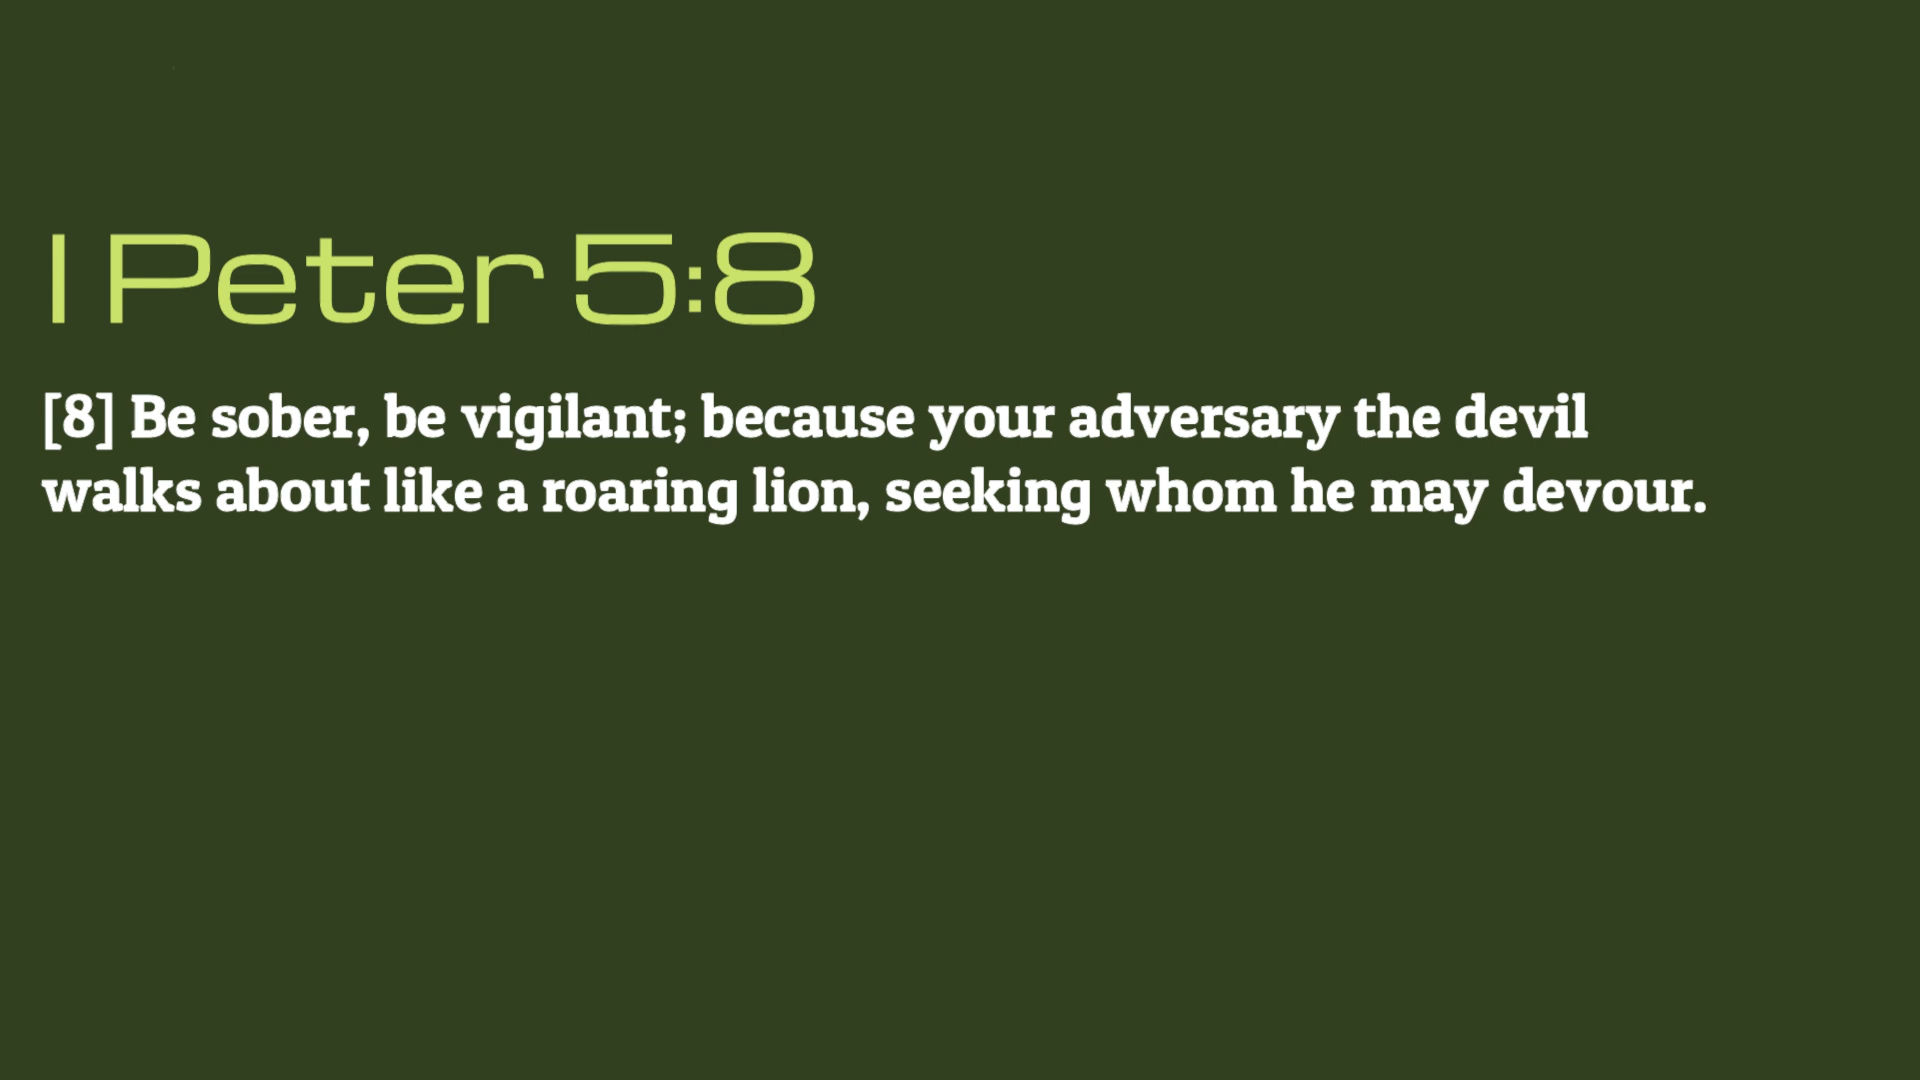 I Peter 5:8
[8] Be sober, be vigilant; because your adversary the devil
walks about like a roaring lion, seeking whom he may devour.